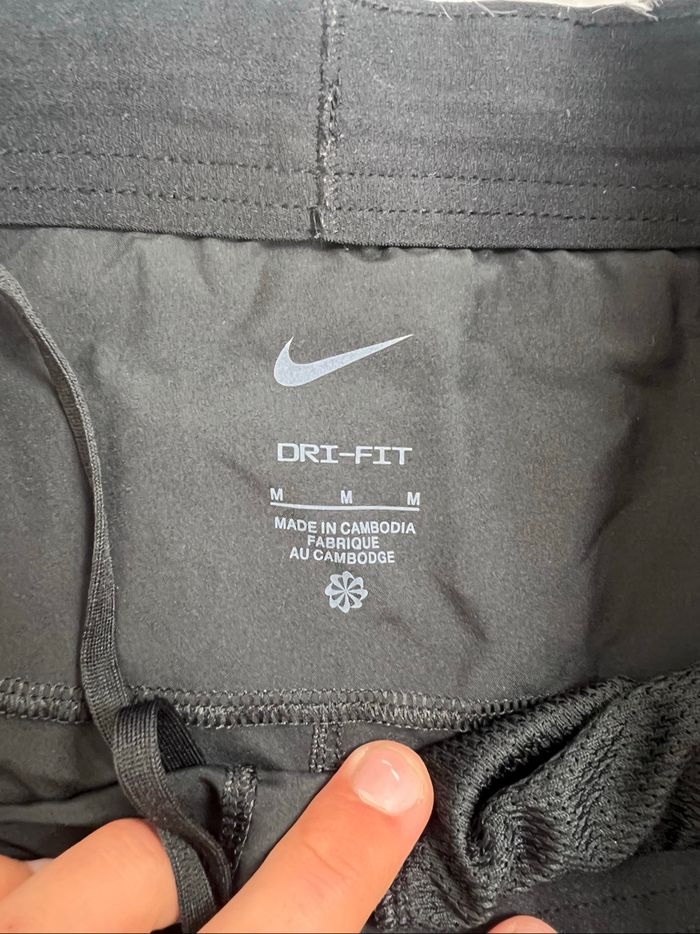 DRI-FIT
M M M
MADE IN CAMBODIA
FABRIQUE
AU CAMBODGE